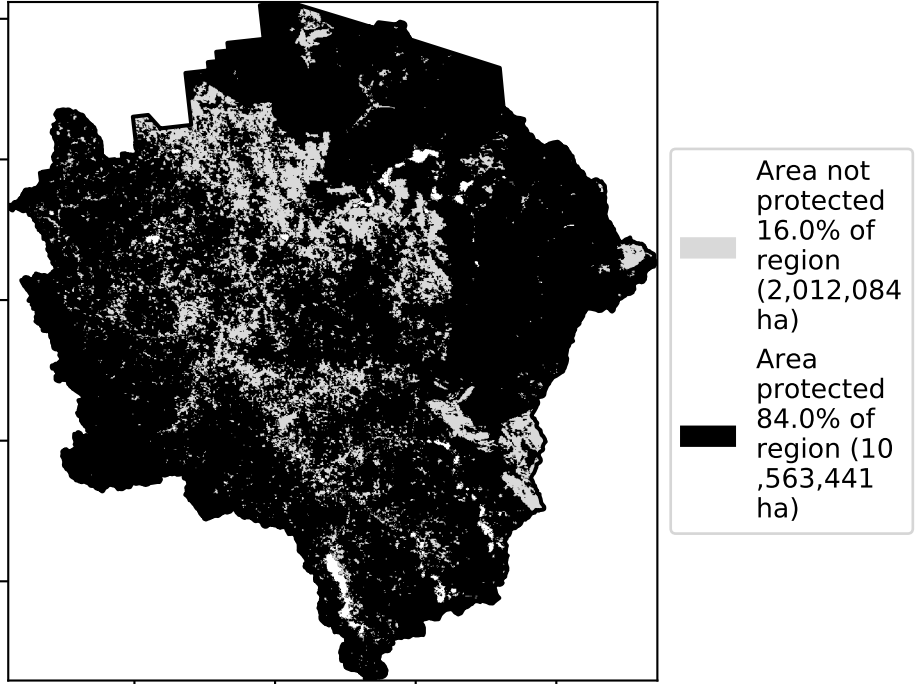 Area not
protected
16.0% of
region
(2,012,084
ha)
Area
protected
84.0% of
region (10
,563,441
ha)